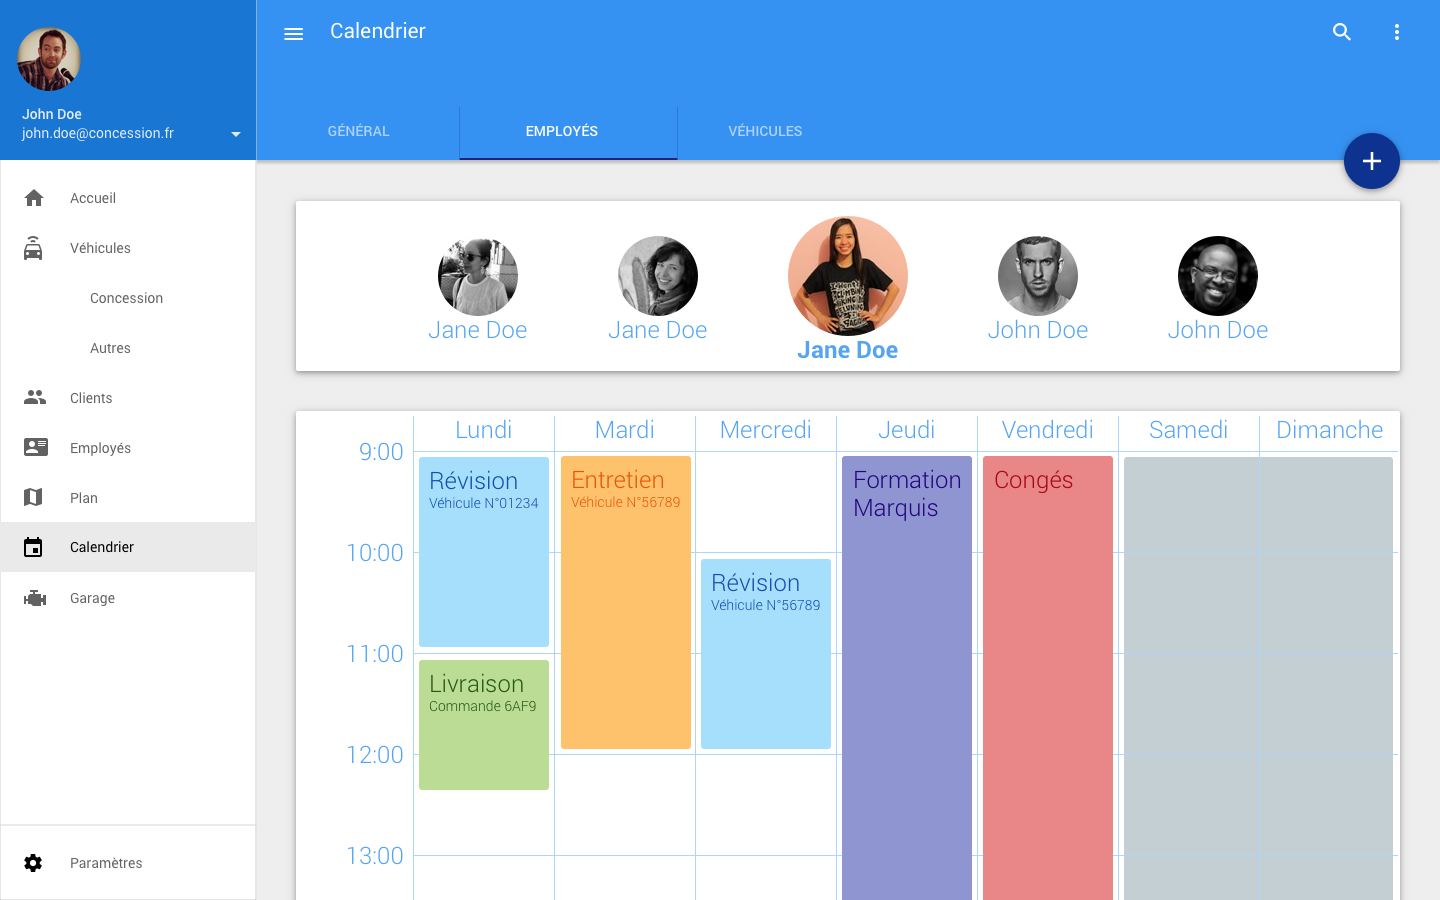 John Doe
john.doe@concession.fr
Accueil
Véhicules
Concession
Autres
Clients
Employés
Plan
Calendrier
Garage
Paramètres
Calendrier
GÉNÉRAL
EMPLOYÉS
VÉHICULES
Jane Doe
Jane Doe
Jane Doe
John Doe
John Doe
Lundi
Mardi
Mercredi
Jeudi
Vendredi
Samedi
Dimanche
9:00
10:00
11:00
12:00
13:00
Révision
Véhicule N°01234
Livraison
Commande 6AF9
Entretien
Véhicule N°56789
Révision
Véhicule N°56789
Formation
Marquis
Congés